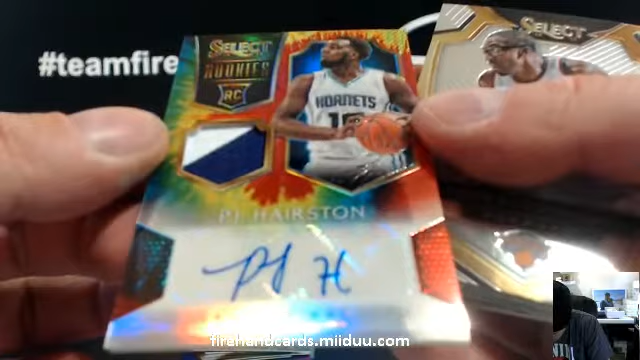 #teamfire
SELECT
ROOKIES
RC
HORNETS
P.J. HAIRSTON
PJ H
SELECT
firehandcards.miiduu.com